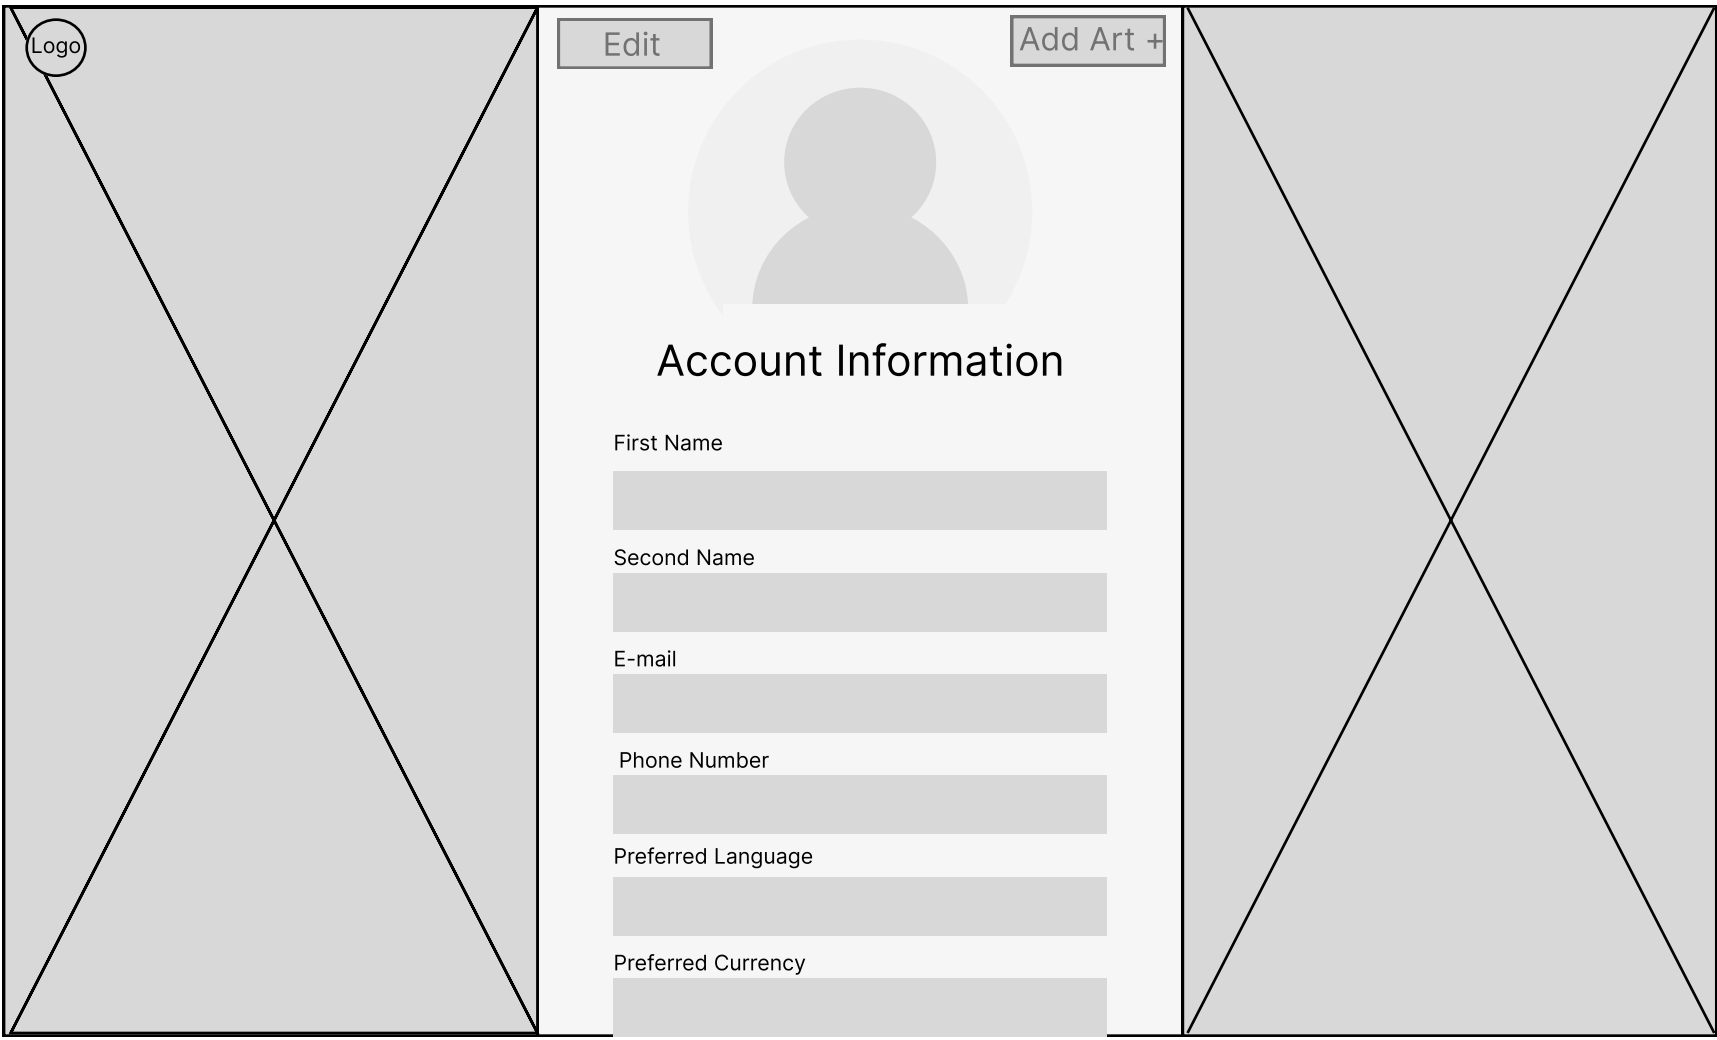 Logo
Edit
Add Art +
Account Information
First Name
Second Name
E-mail
Phone Number
Preferred Language
Preferred Currency